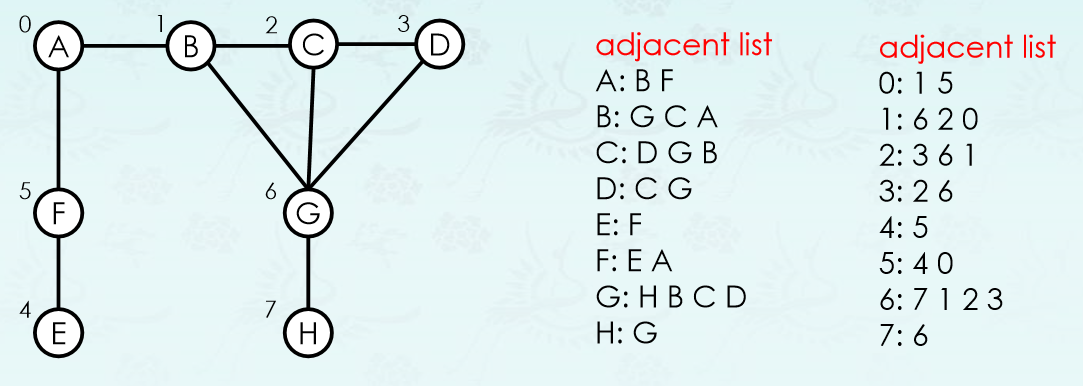 0 A 1 B 2 C 3 D
5 F 6 G
4 E 7 H
adjacent list
A: B F
B: G C A
C: D G B
D: C G
E: F
F: E A
G: H B C D
H: G
adjacent list
0: 1 5
1: 6 2 0
2: 3 6 1
3: 2 6
4: 5
5: 4 0
6: 7 1 2 3
7: 6